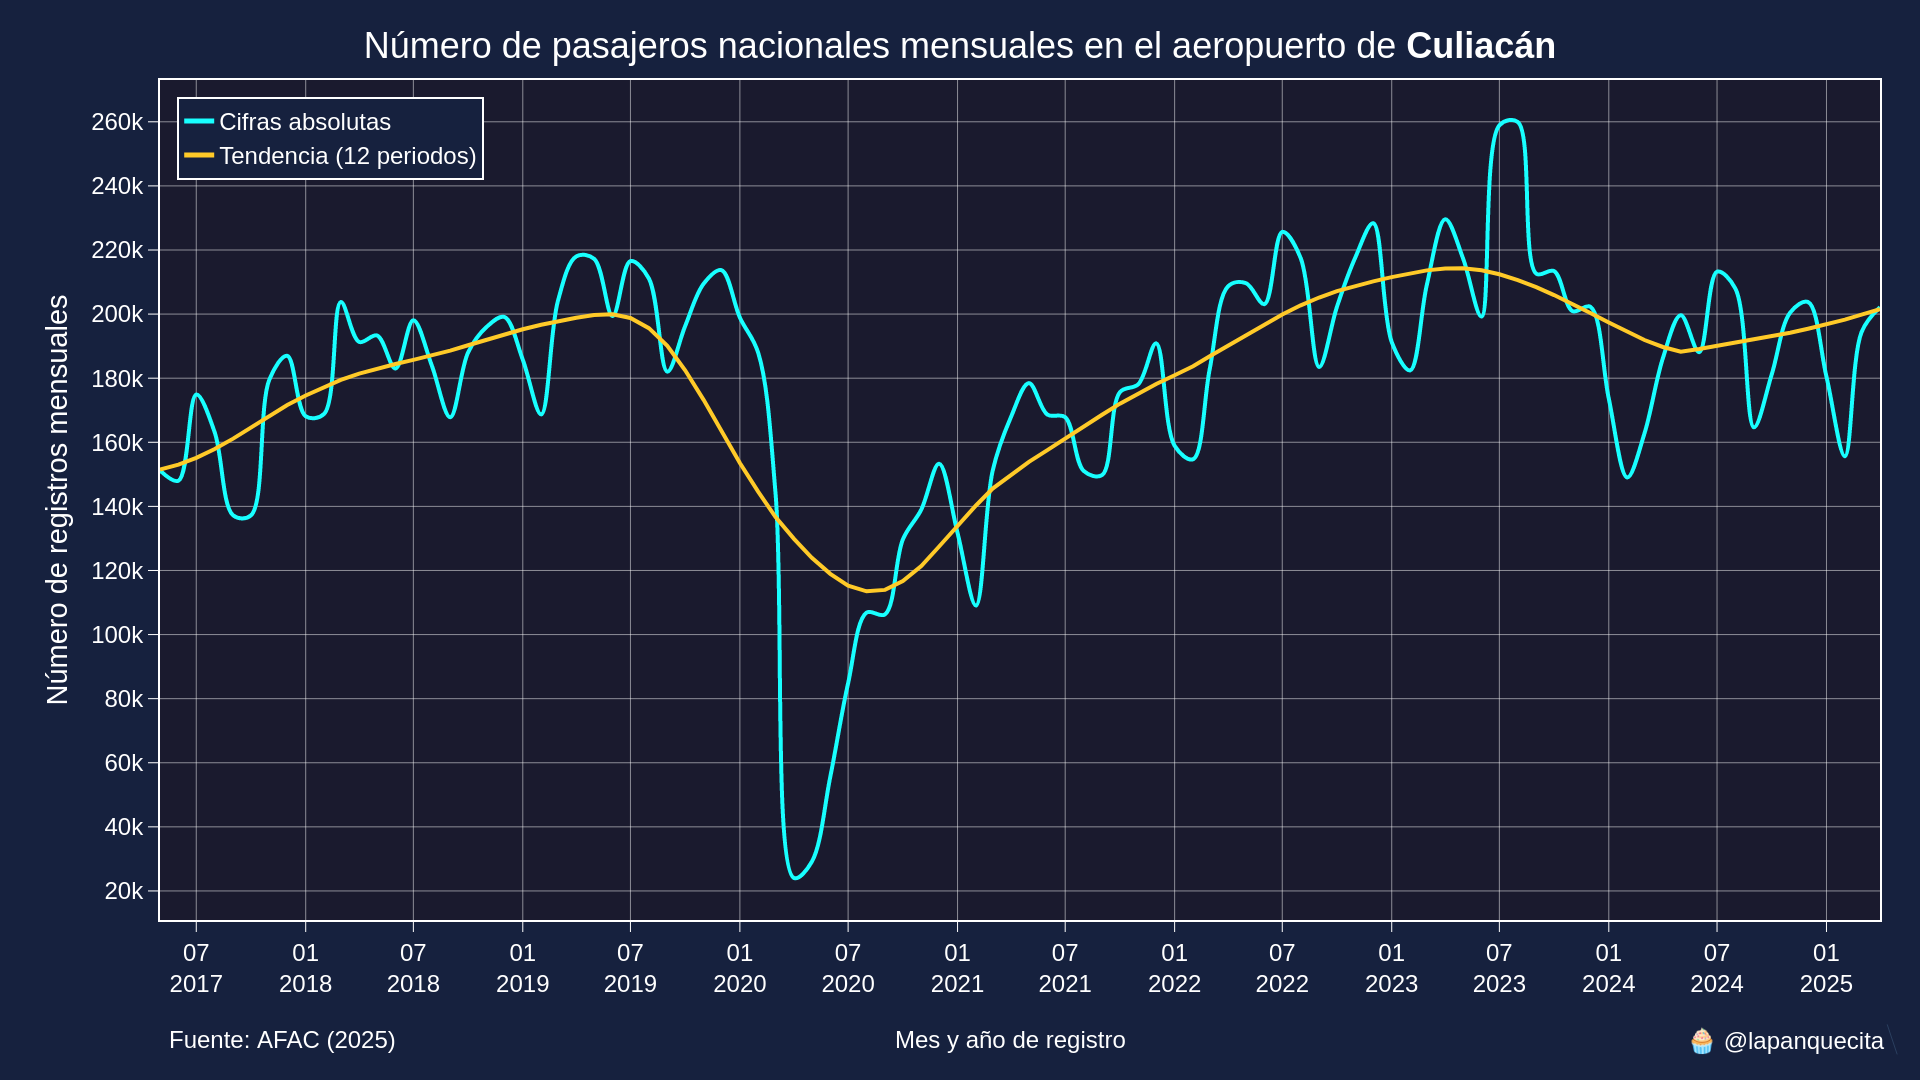 Número de pasajeros nacionales mensuales en el aeropuerto de Culiacán
Cifras absolutas
Tendencia (12 periodos)
Número de registros mensuales
260k
240k
220k
200k
180k
160k
140k
120k
100k
80k
60k
40k
20k
07 01 07 01 07 01 07 01 07 01 07 01 07 01 07 01
2017 2018 2018 2019 2019 2020 2020 2021 2021 2022 2022 2023 2023 2024 2024 2025
Fuente: AFAC (2025)
Mes y año de registro
🧁 @lapanquecita